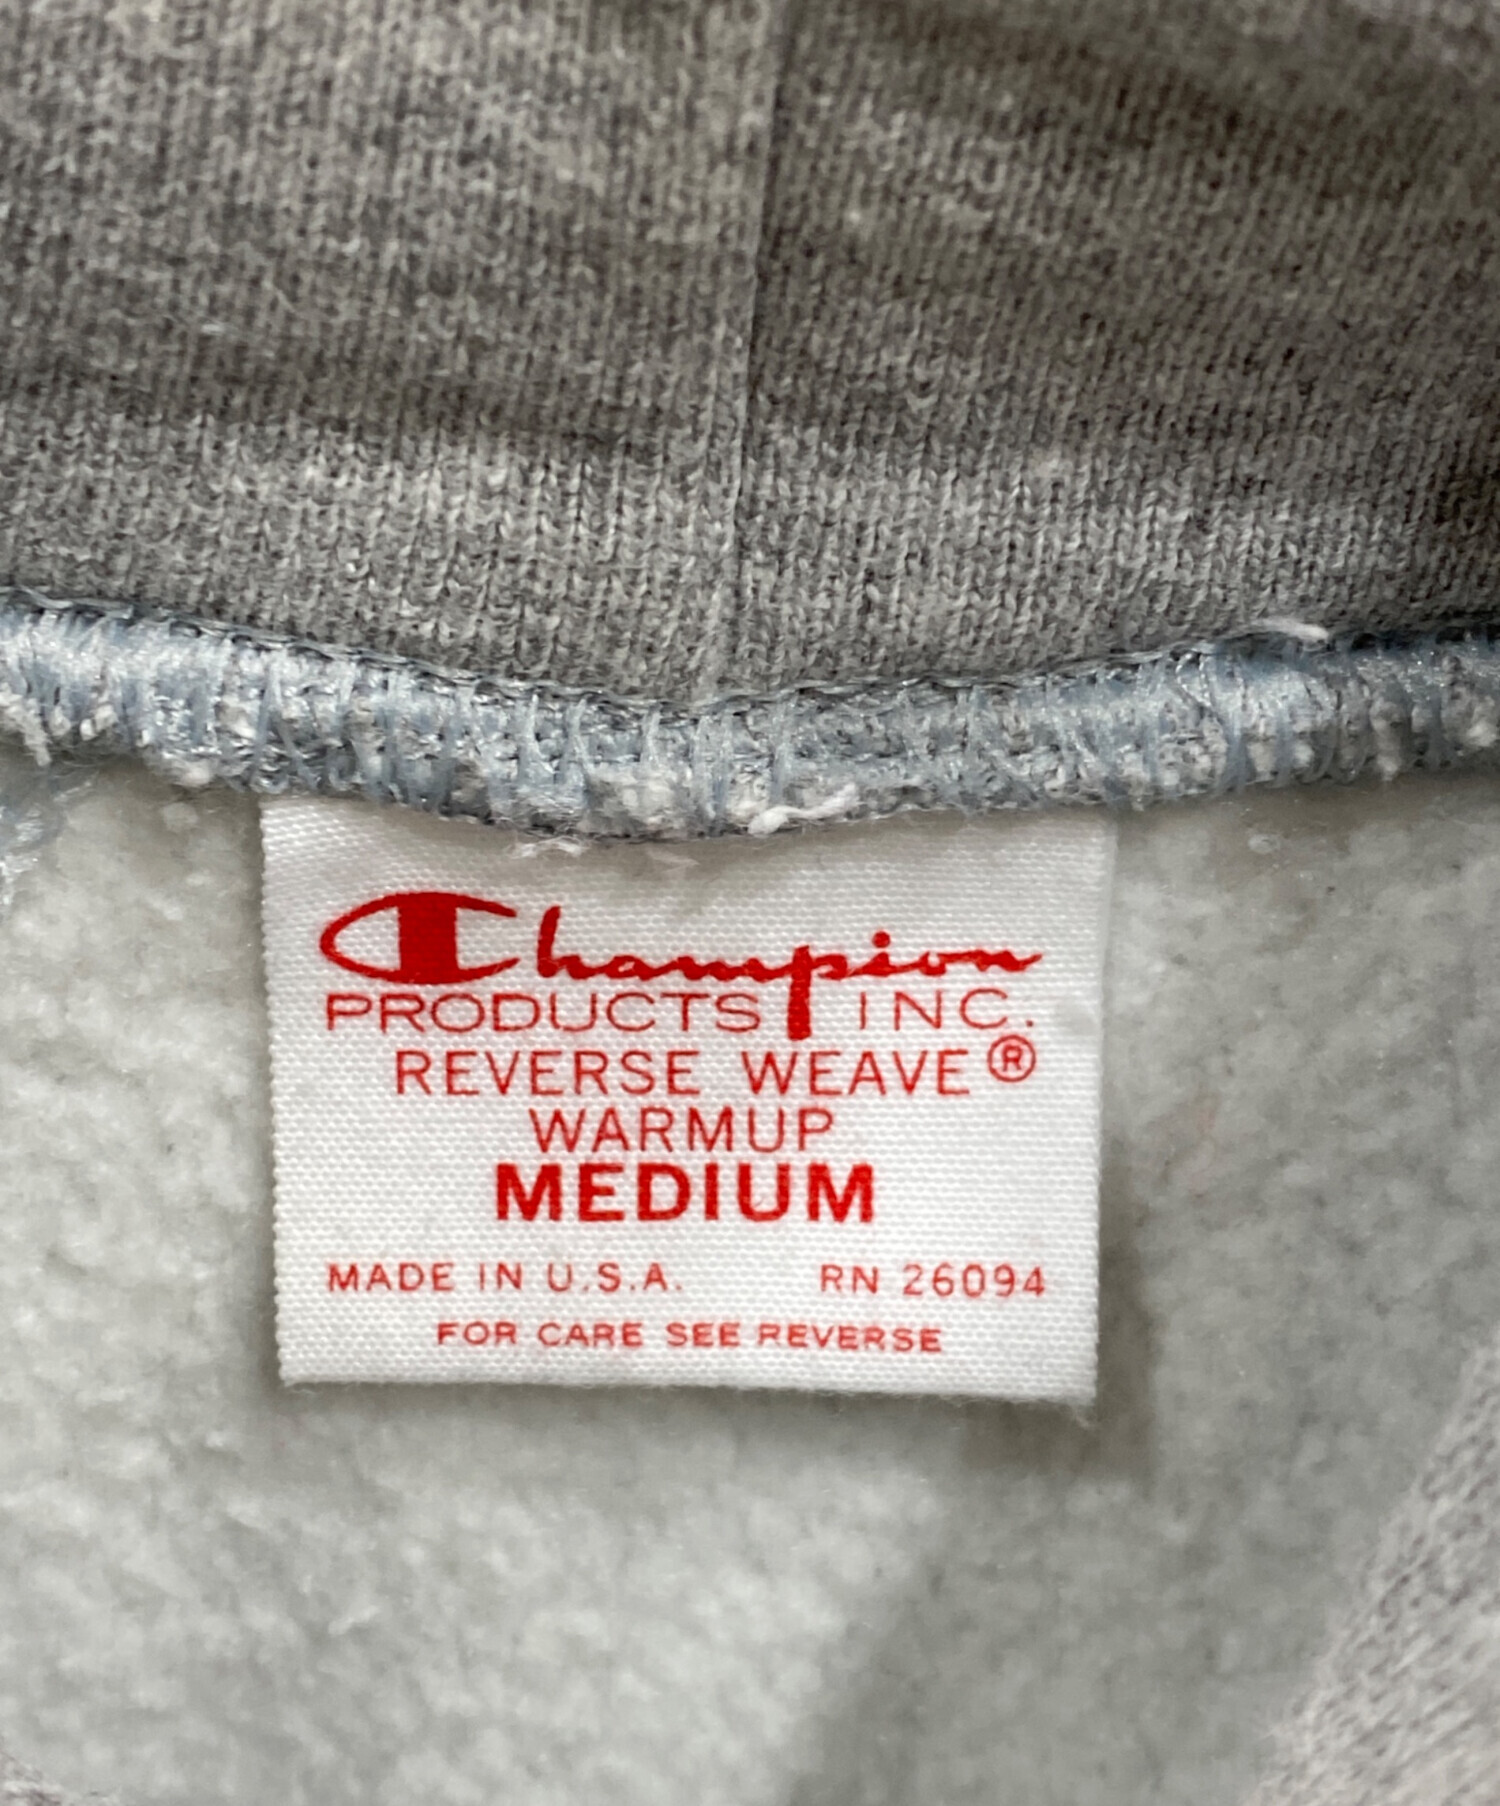 Champion
PRODUCTS INC.
REVERSE WEAVE®
WARMUP
MEDIUM
MADE IN U.S.A. RN 26094
FOR CARE SEE REVERSE